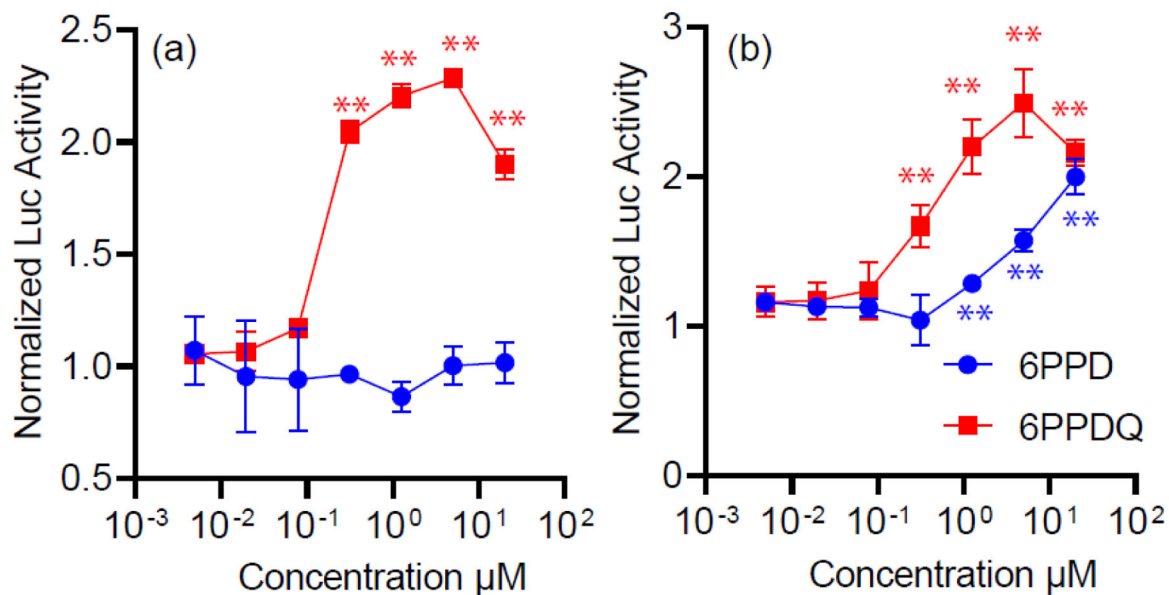 (a)
Normalized Luc Activity
2.5
2.0
1.5
1.0
0.5
** ** ** **
10⁻³ 10⁻² 10⁻¹ 10⁰ 10¹ 10²
Concentration µM
(b)
Normalized Luc Activity
3
2
1
0
** ** ** **
** ** **
6PPD
6PPDQ
10⁻³ 10⁻² 10⁻¹ 10⁰ 10¹ 10²
Concentration µM